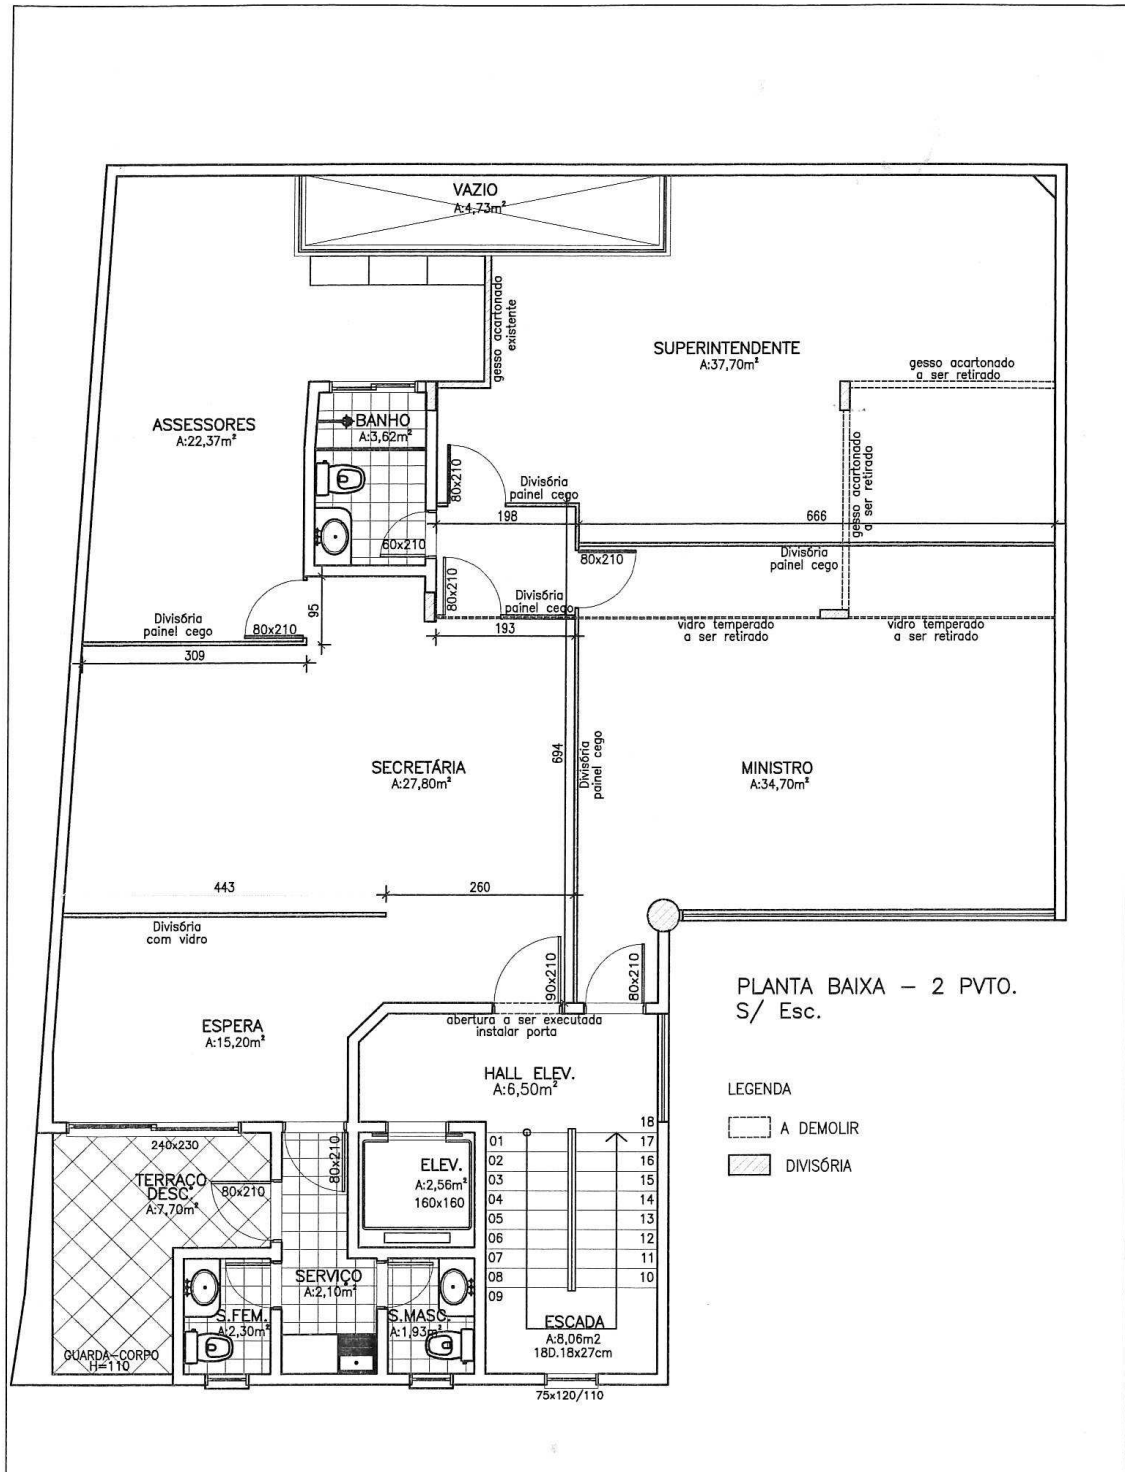 VAZIO
A:4,73m²
gesso acartonado
existente
SUPERINTENDENTE
A:37,70m²
gesso acartonado
a ser retirado
ASSESSORES
A:22,37m²
BANHO
A:3,62m²
gesso acartonado
a ser retirado
80x210
Divisória
painel cego
198
666
60x210
80x210
Divisória
painel cego
80x210
Divisória
painel cego
95
Divisória
painel cego
80x210
309
193
vidro temperado
a ser retirado
vidro temperado
a ser retirado
694
Divisória
painel cego
SECRETÁRIA
A:27,80m²
MINISTRO
A:34,70m²
443
260
Divisória
com vidro
90x210
80x210
PLANTA BAIXA – 2 PVTO.
S/ Esc.
abertura a ser executada
instalar porta
ESPERA
A:15,20m²
HALL ELEV.
A:6,50m²
LEGENDA
A DEMOLIR
DIVISÓRIA
240x230
80x210
TERRAÇO
DESC.
A:7,70m²
80x210
ELEV.
A:2,56m²
160x160
01
02
03
04
05
06
07
08
09
18
17
16
15
14
13
12
11
10
SERVIÇO
A:2,10m²
S.FEM.
A:2,30m²
S.MASC.
A:1,93m²
ESCADA
A:8,06m2
18D.18x27cm
GUARDA-CORPO
H=110
75x120/110